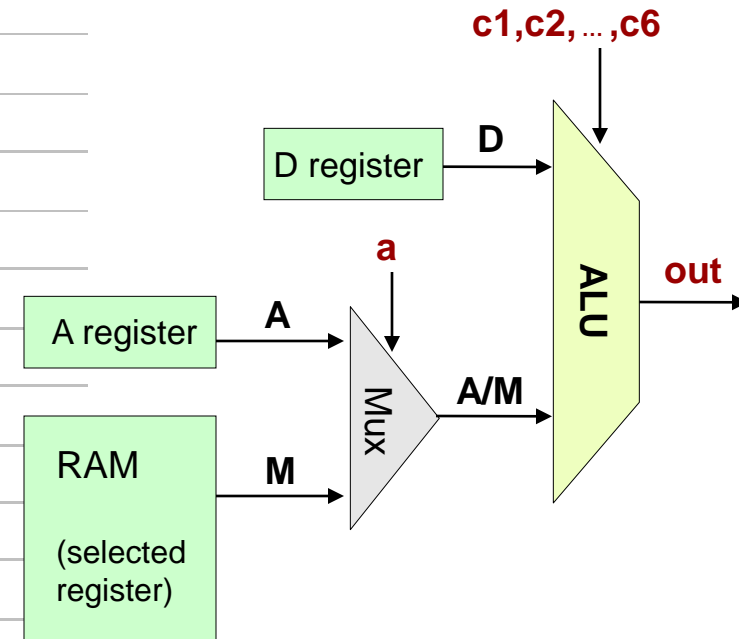 c1,c2, ... ,c6
D register
D
a
ALU
out
A register
A
Mux
A/M
RAM
M
(selected
register)